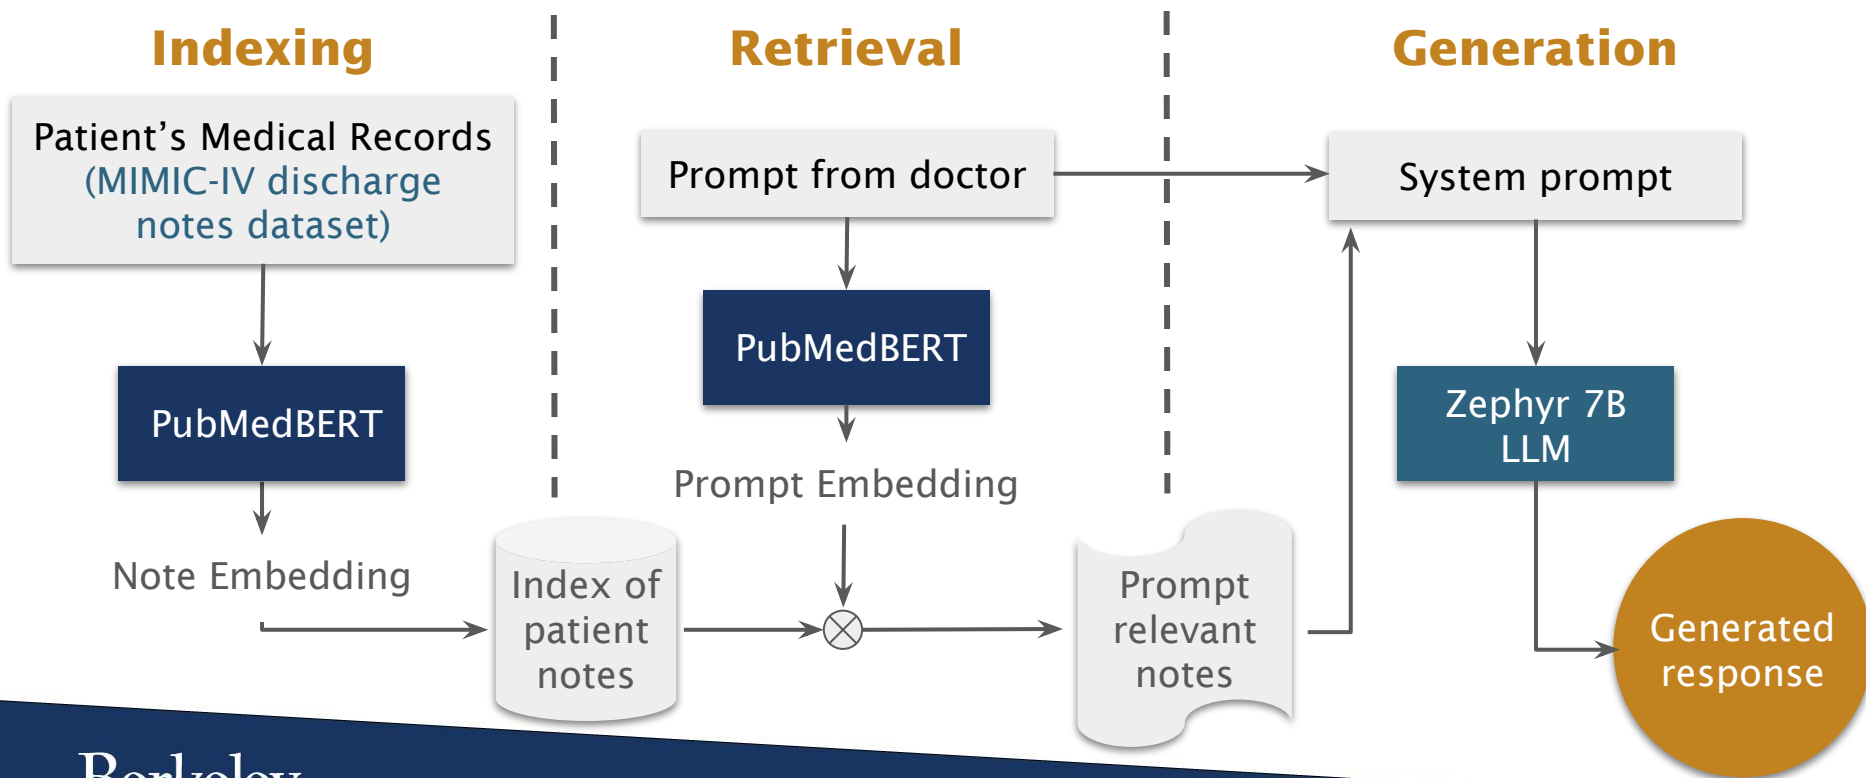 Indexing
Retrieval
Generation
Patient's Medical Records
(MIMIC-IV discharge
notes dataset)
Prompt from doctor
System prompt
PubMedBERT
PubMedBERT
Zephyr 7B
LLM
Prompt Embedding
Note Embedding
Index of
patient
notes
Prompt
relevant
notes
Generated
response
Berkeley